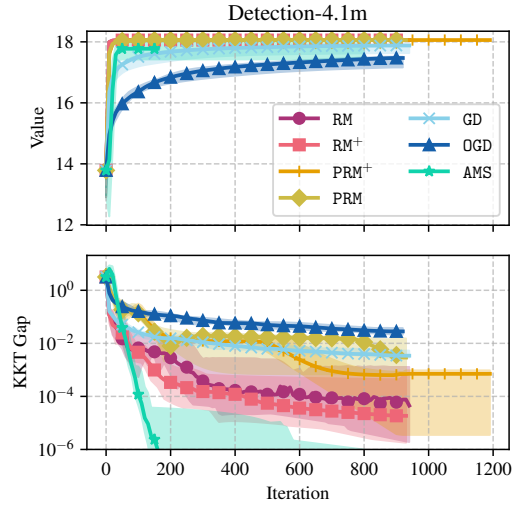 Detection-4.1m
18
16
14
12
Value
RM
RM+
PRM+
PRM
GD
OGD
AMS
10^0
10^-2
10^-4
10^-6
KKT Gap
0
200
400
600
800
1000
1200
Iteration